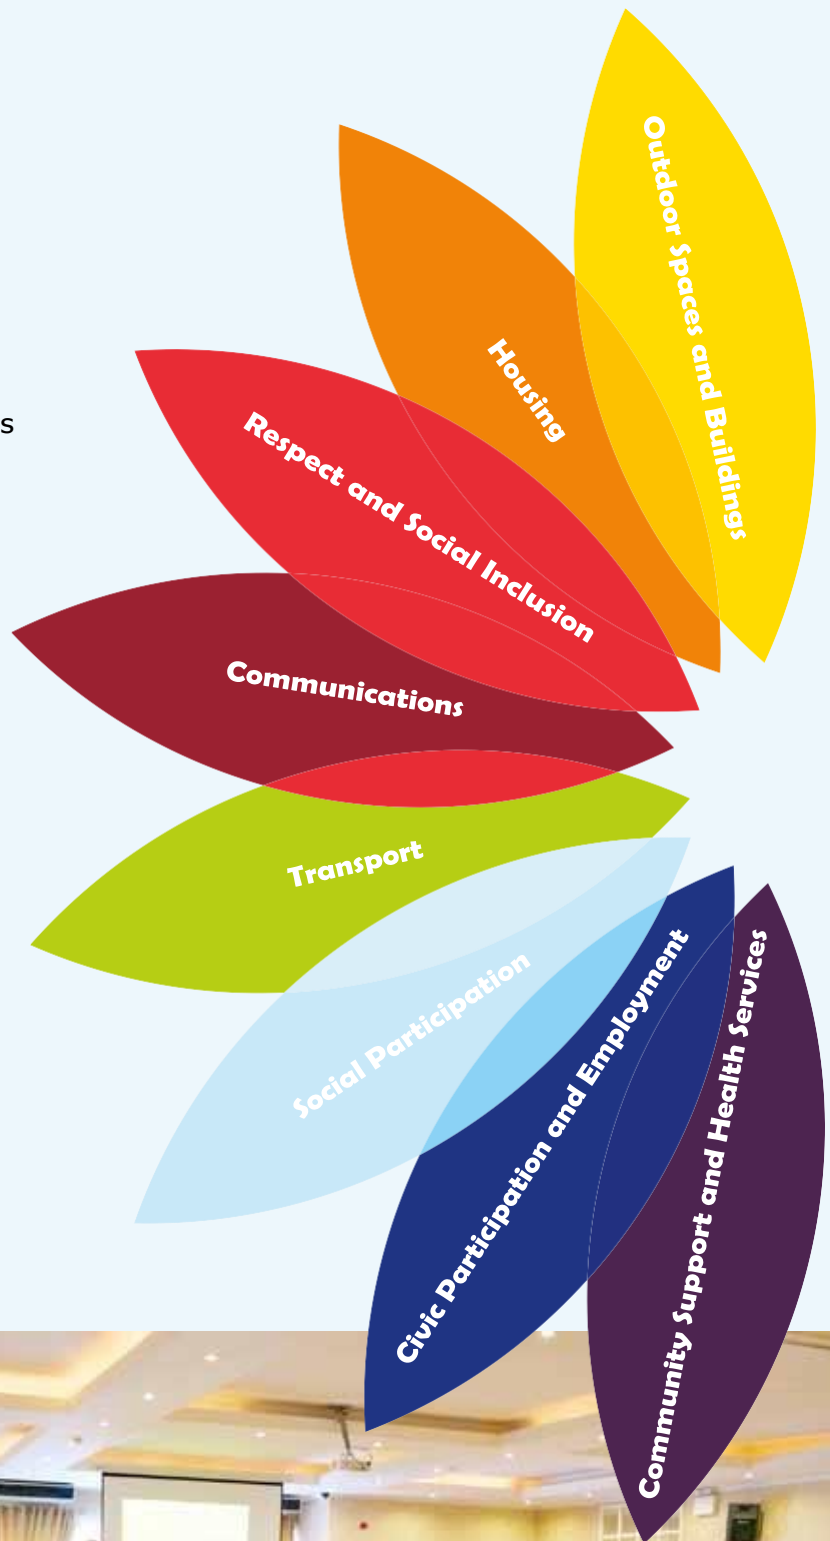 Outdoor Spaces and Buildings
Housing
s
Respect and Social Inclusion
Communications
Transport
Social Participation
Civic Participation and Employment
Community Support and Health Services